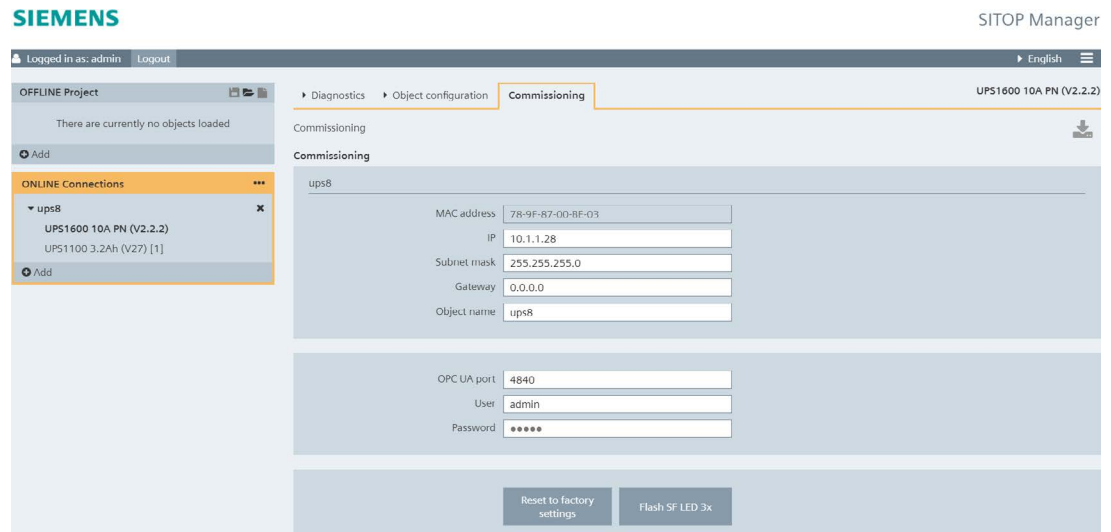 SIEMENS
SITOP Manager
Logged in as: admin Logout
English
OFFLINE Project
There are currently no objects loaded
Add
ONLINE Connections
ups8
UPS1600 10A PN (V2.2.2)
UPS1100 3.2Ah (V27) [1]
Add
Diagnostics Object configuration Commissioning
UPS1600 10A PN (V2.2.2)
Commissioning
Commissioning
ups8
MAC address 78-9F-87-00-8E-03
IP 10.1.1.28
Subnet mask 255.255.255.0
Gateway 0.0.0.0
Object name ups8
OPC UA port 4840
User admin
Password •••••
Reset to factory
settings
Flash SF LED 3x